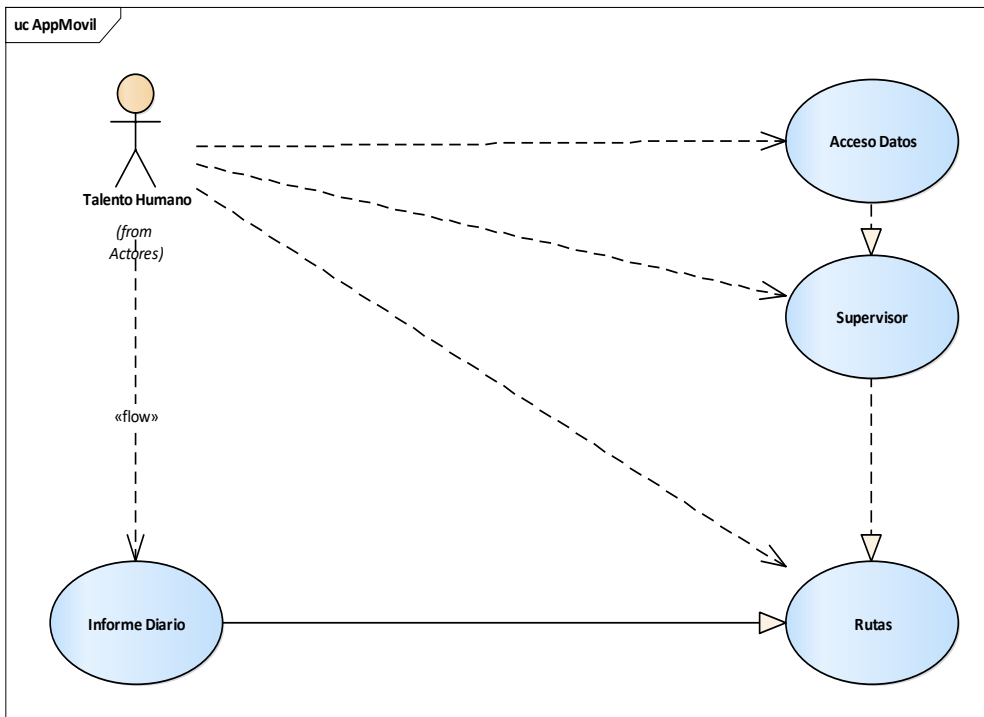 uc AppMovil
Talento Humano
(from
Actores)
Acceso Datos
Supervisor
«flow»
Informe Diario
Rutas